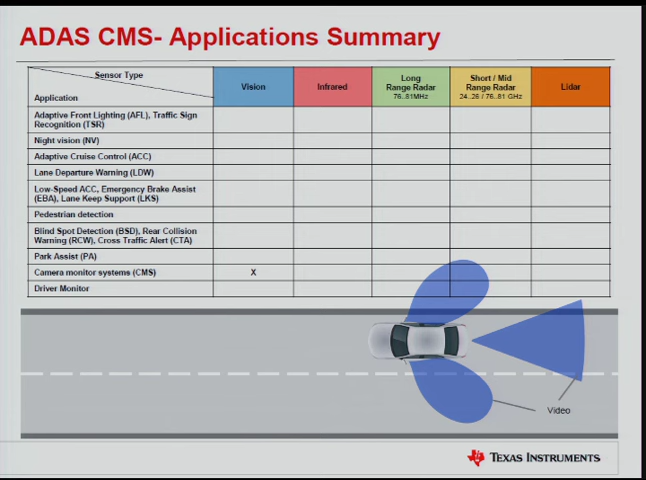 ADAS CMS- Applications Summary
Sensor Type
Application
Vision
Infrared
Long
Range Radar
76..81MHz
Short / Mid
Range Radar
24..26 / 76..81 GHz
Lidar
Adaptive Front Lighting (AFL), Traffic Sign
Recognition (TSR)
Night vision (NV)
Adaptive Cruise Control (ACC)
Lane Departure Warning (LDW)
Low-Speed ACC, Emergency Brake Assist
(EBA), Lane Keep Support (LKS)
Pedestrian detection
Blind Spot Detection (BSD), Rear Collision
Warning (RCW), Cross Traffic Alert (CTA)
Park Assist (PA)
Camera monitor systems (CMS)
X
Driver Monitor
Video
TEXAS INSTRUMENTS